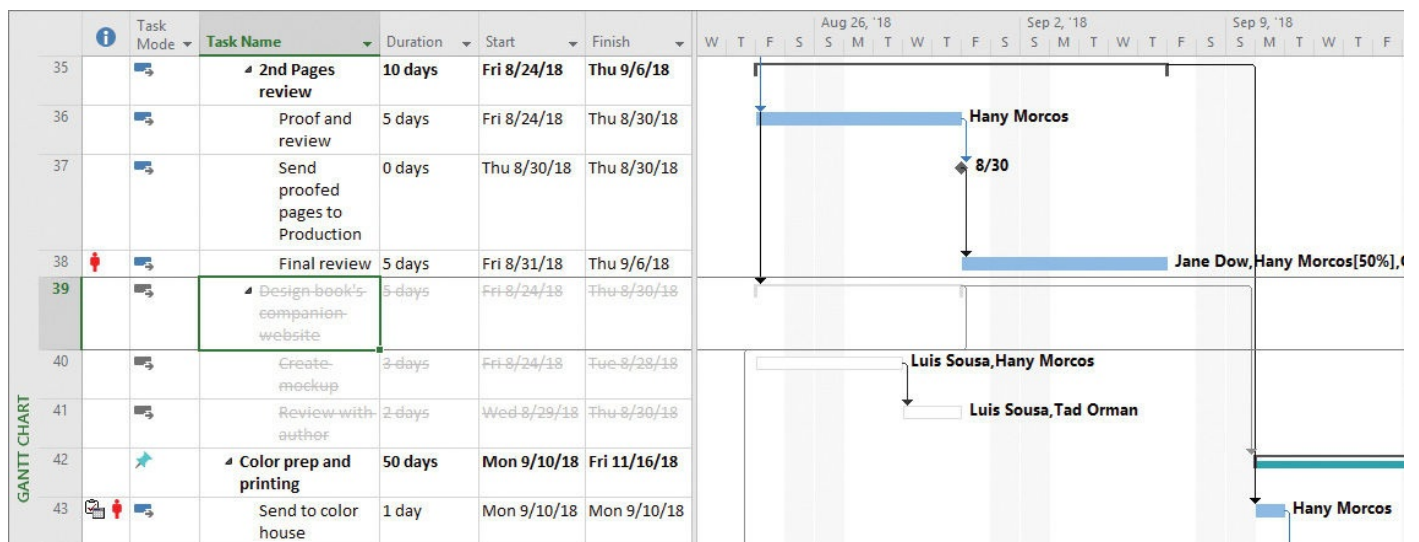 Task Mode
Task Name
Duration
Start
Finish
Aug 26, '18
Sep 2, '18
Sep 9, '18
W T F S S M T W T F S S M T W T F S S M T W T F
35 2nd Pages review 10 days Fri 8/24/18 Thu 9/6/18
36 Proof and review 5 days Fri 8/24/18 Thu 8/30/18 Hany Morcos
37 Send proofed pages to Production 0 days Thu 8/30/18 Thu 8/30/18 8/30
38 Final review 5 days Fri 8/31/18 Thu 9/6/18 Jane Dow,Hany Morcos[50%],
39 Design book's companion website 5 days Fri 8/24/18 Thu 8/30/18
40 Create mockup 3 days Fri 8/24/18 Tue 8/28/18 Luis Sousa,Hany Morcos
41 Review with author 2 days Wed 8/29/18 Thu 8/30/18 Luis Sousa,Tad Orman
42 Color prep and printing 50 days Mon 9/10/18 Fri 11/16/18
43 Send to color house 1 day Mon 9/10/18 Mon 9/10/18 Hany Morcos
GANTT CHART